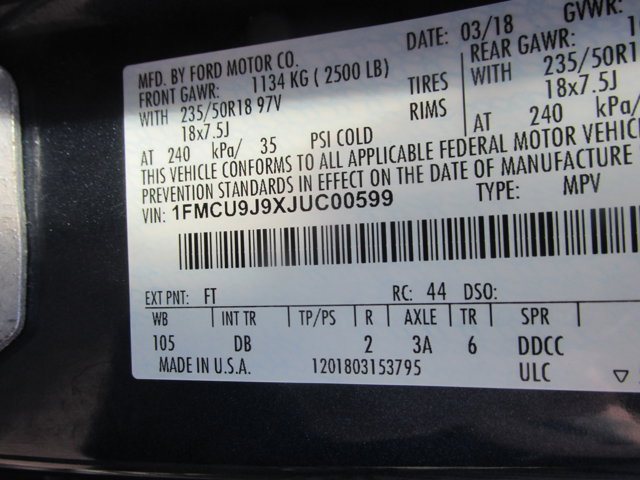 DATE: 03/18 GVWR:
MFD. BY FORD MOTOR CO.
FRONT GAWR: REAR GAWR: 1
1134 KG ( 2500 LB)
WITH TIRES WITH 235/50R18
235/50R18 97V RIMS 18x7.5J
18x7.5J
AT 240 kPa/ 35 PSI COLD AT 240 kPa/
THIS VEHICLE CONFORMS TO ALL APPLICABLE FEDERAL MOTOR VEHICLE
PREVENTION STANDARDS IN EFFECT ON THE DATE OF MANUFACTURE
VIN: 1FMCU9J9XJUC00599 TYPE: MPV
EXT PNT: FT RC: 44 DSO:
WB INT TR TP/PS R AXLE TR SPR
105 DB 2 3A 6 DDCC
MADE IN U.S.A. 1201803153795 ULC